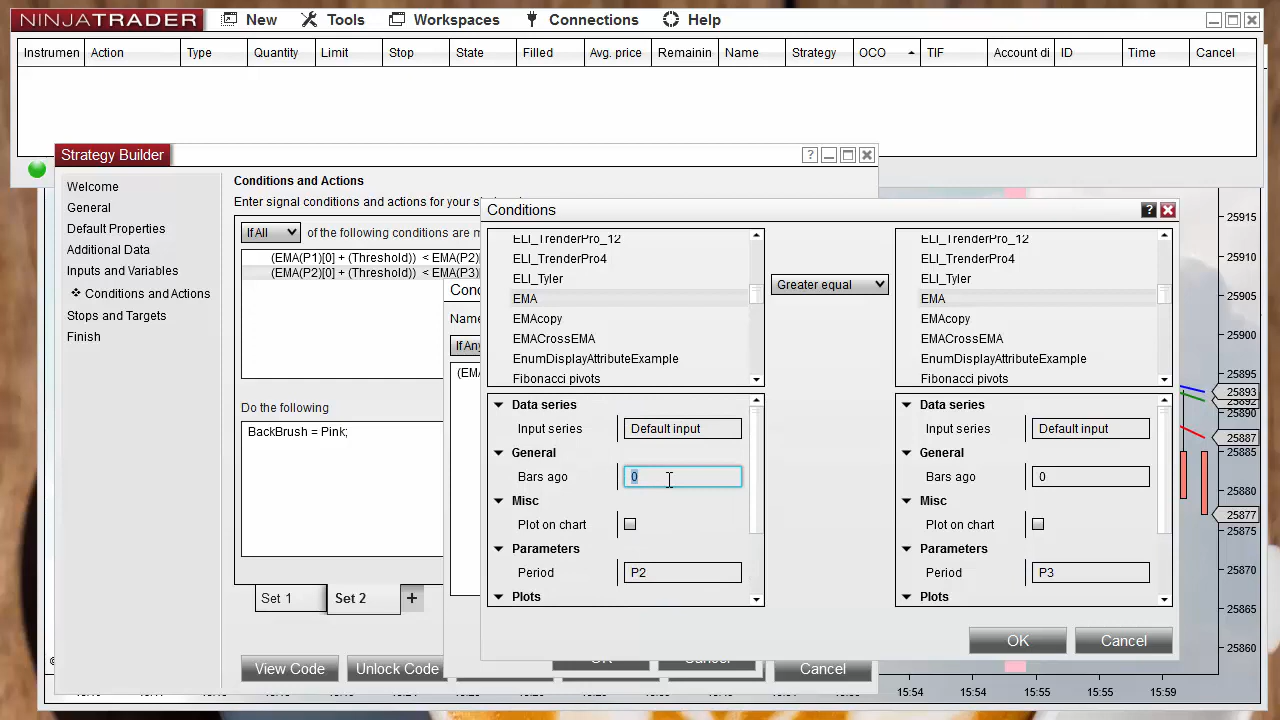 NINJATRADER New Tools Workspaces Connections Help
Instrumen Action Type Quantity Limit Stop State Filled Avg. price Remainin Name Strategy OCO TIF Account di ID Time Cancel
Strategy Builder
Welcome
General
Default Properties
Additional Data
Inputs and Variables
Conditions and Actions
Stops and Targets
Finish
Conditions and Actions
Enter signal conditions and actions for your
If All of the following conditions are
(EMA(P1)[0] + (Threshold)) < EMA(P2)
(EMA(P2)[0] + (Threshold)) < EMA(P3)
Do the following
BackBrush = Pink;
Set 1 Set 2 +
View Code Unlock Code Cancel
Name
If Any
Conditions
ELI_TrenderPro_12
ELI_TrenderPro4
ELI_Tyler
EMA
EMAcopy
EMACrossEMA
EnumDisplayAttributeExample
Fibonacci pivots
Greater equal
ELI_TrenderPro_12
ELI_TrenderPro4
ELI_Tyler
EMA
EMAcopy
EMACrossEMA
EnumDisplayAttributeExample
Fibonacci pivots
Data series
Input series Default input
General
Bars ago 0
Misc
Plot on chart
Parameters
Period P2
Plots
Data series
Input series Default input
General
Bars ago 0
Misc
Plot on chart
Parameters
Period P3
Plots
OK Cancel
25915
25910
25905
25900
25895
25893
25892
25890
25887
25885
25880
25877
25875
25870
25865
25860
15:54 15:54 15:55 15:55 15:59